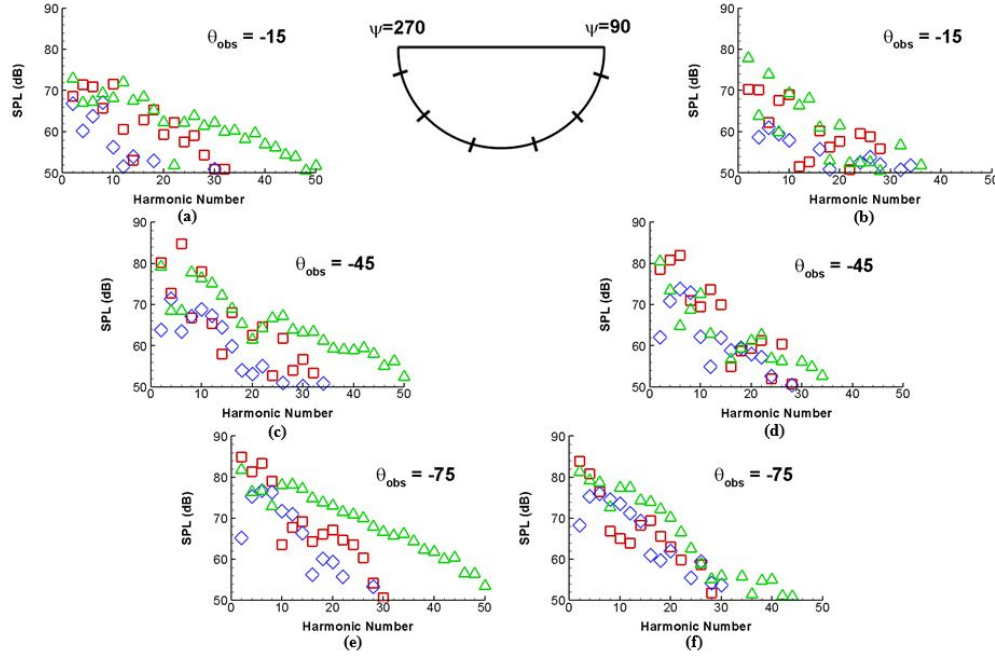 90
80
70
60
50
SPL (dB)
θobs = -15
0 10 20 30 40 50
Harmonic Number
(a)
ψ=270 ψ=90
90
80
70
60
50
SPL (dB)
θobs = -15
0 10 20 30 40 50
Harmonic Number
(b)
90
80
70
60
50
SPL (dB)
θobs = -45
0 10 20 30 40 50
Harmonic Number
(c)
90
80
70
60
50
SPL (dB)
θobs = -45
0 10 20 30 40 50
Harmonic Number
(d)
90
80
70
60
50
SPL (dB)
θobs = -75
0 10 20 30 40 50
Harmonic Number
(e)
90
80
70
60
50
SPL (dB)
θobs = -75
0 10 20 30 40 50
Harmonic Number
(f)